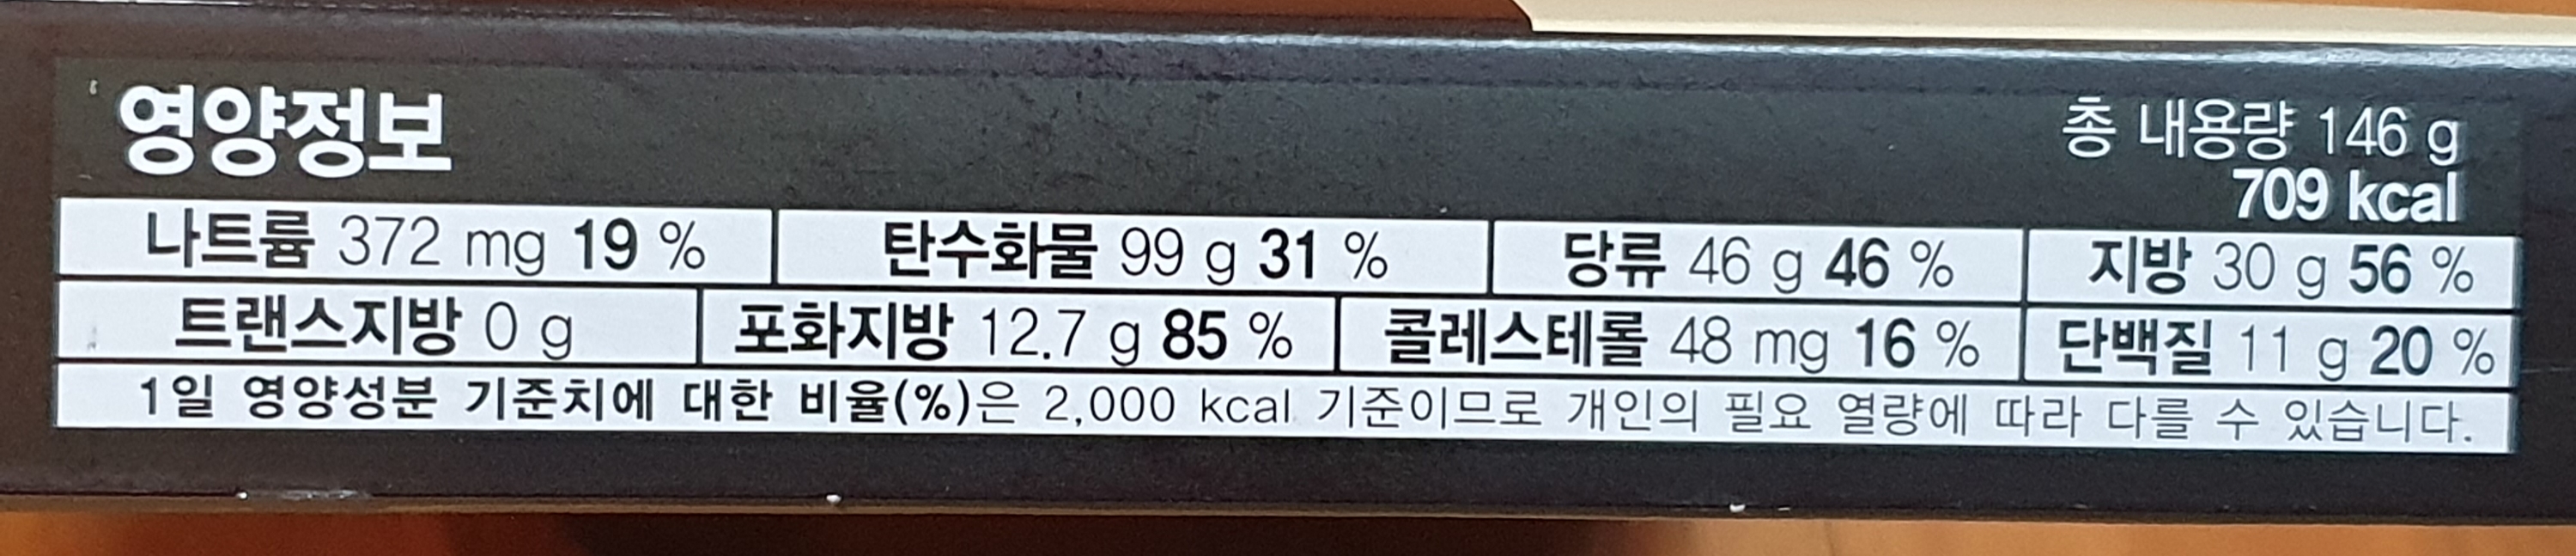 영양정보
총 내용량 146 g
709 kcal
나트륨 372 mg 19 % 탄수화물 99 g 31 % 당류 46 g 46 % 지방 30 g 56 %
트랜스지방 0 g 포화지방 12.7 g 85 % 콜레스테롤 48 mg 16 % 단백질 11 g 20 %
1일 영양성분 기준치에 대한 비율(%)은 2,000 kcal 기준이므로 개인의 필요 열량에 따라 다를 수 있습니다.